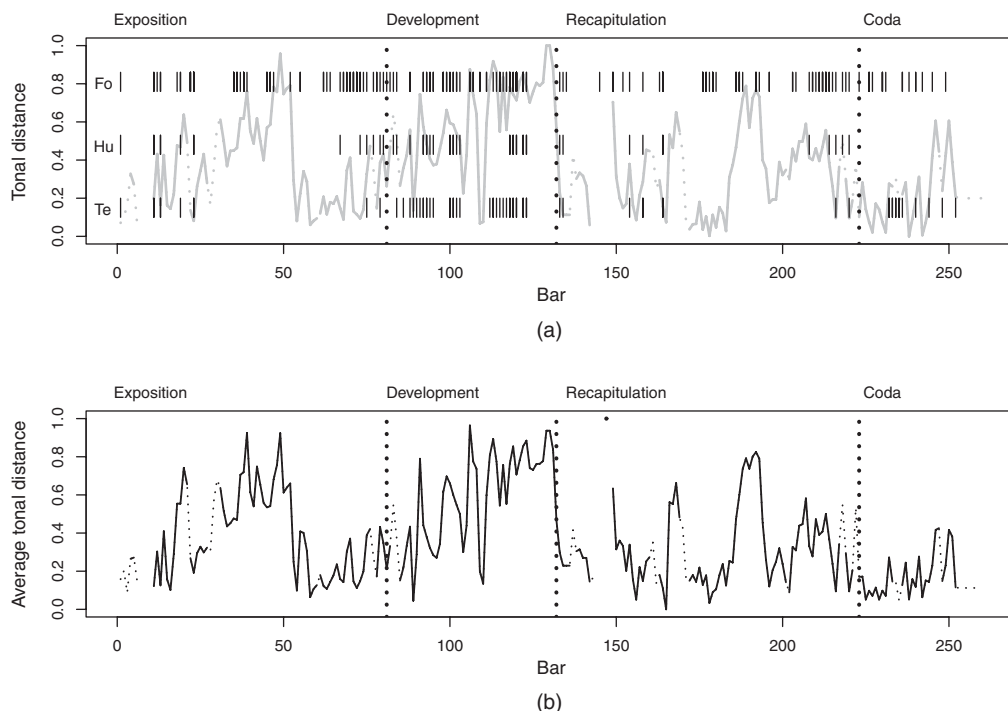 Exposition Development Recapitulation Coda
Tonal distance
1.0
0.8
0.6
0.4
0.2
0.0
Fo
Hu
Te
0 50 100 150 200 250
Bar
(a)
Exposition Development Recapitulation Coda
Average tonal distance
1.0
0.8
0.6
0.4
0.2
0.0
0 50 100 150 200 250
Bar
(b)